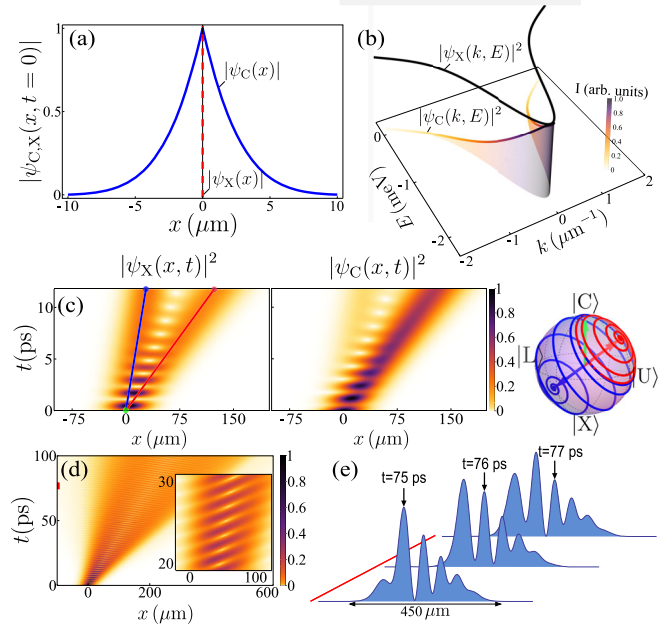 (a)
|ψC,X(x, t = 0)|
1
0.5
0
|ψC(x)|
|ψX(x)|
-10 -5 0 5 10
x (μm)
(b)
|ψX(k, E)|²
|ψC(k, E)|²
I (arb. units)
1.0
0.8
0.6
0.4
0.2
0
0
-1
-2
E (meV)
-2
-1
0
1
2
k (μm⁻¹)
|ψX(x, t)|²
|ψC(x, t)|²
(c)
t(ps)
10
5
0
-75 0 75 150
x (μm)
-75 0 75 150
x (μm)
1
0.8
0.6
0.4
0.2
0
|C⟩
|L⟩
|U⟩
|X⟩
(d)
t(ps)
100
50
0
0 200 600
x (μm)
30
20
0 100
1
0.8
0.6
0.4
0.2
0
(e)
t=75 ps
t=76 ps
t=77 ps
450 μm